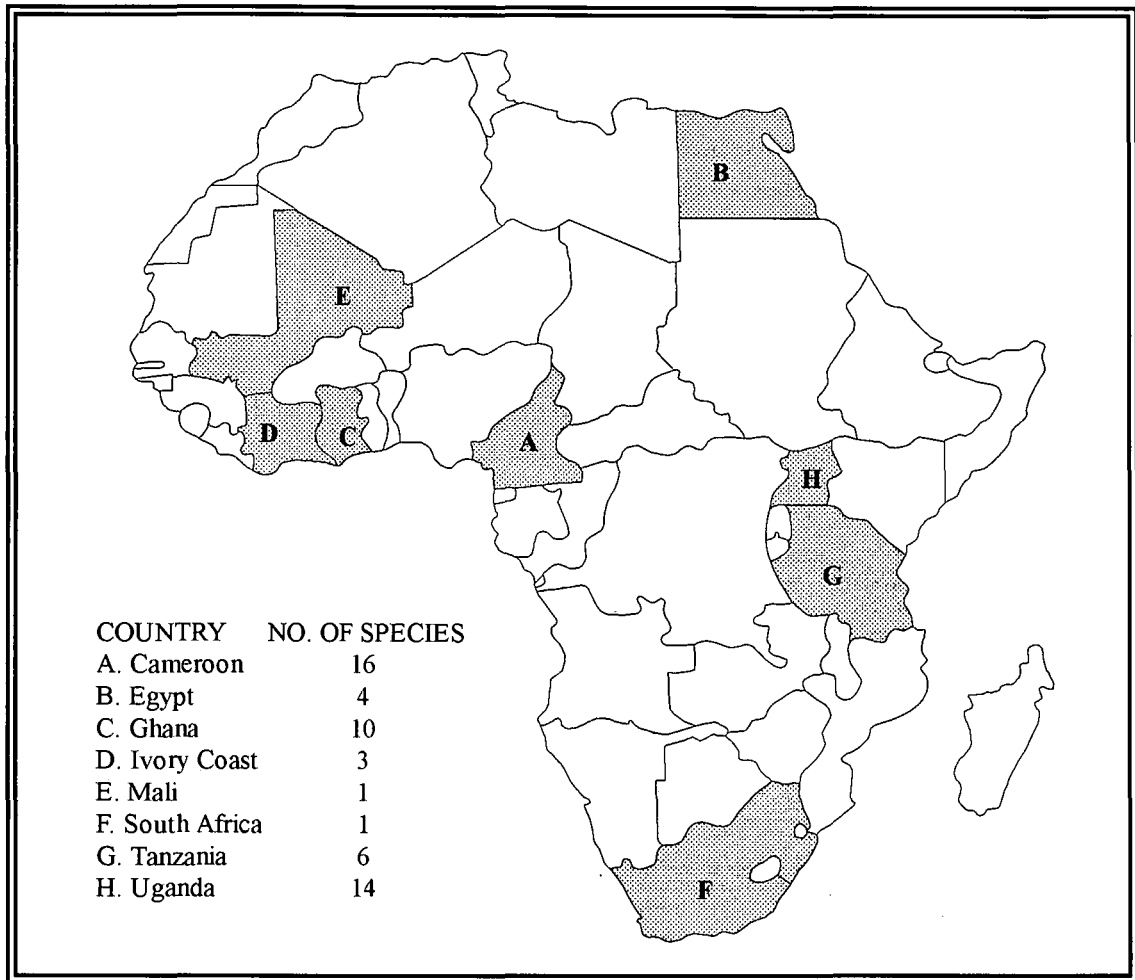 B
E
D
C
A
H
G
F
COUNTRY NO. OF SPECIES
A. Cameroon 16
B. Egypt 4
C. Ghana 10
D. Ivory Coast 3
E. Mali 1
F. South Africa 1
G. Tanzania 6
H. Uganda 14